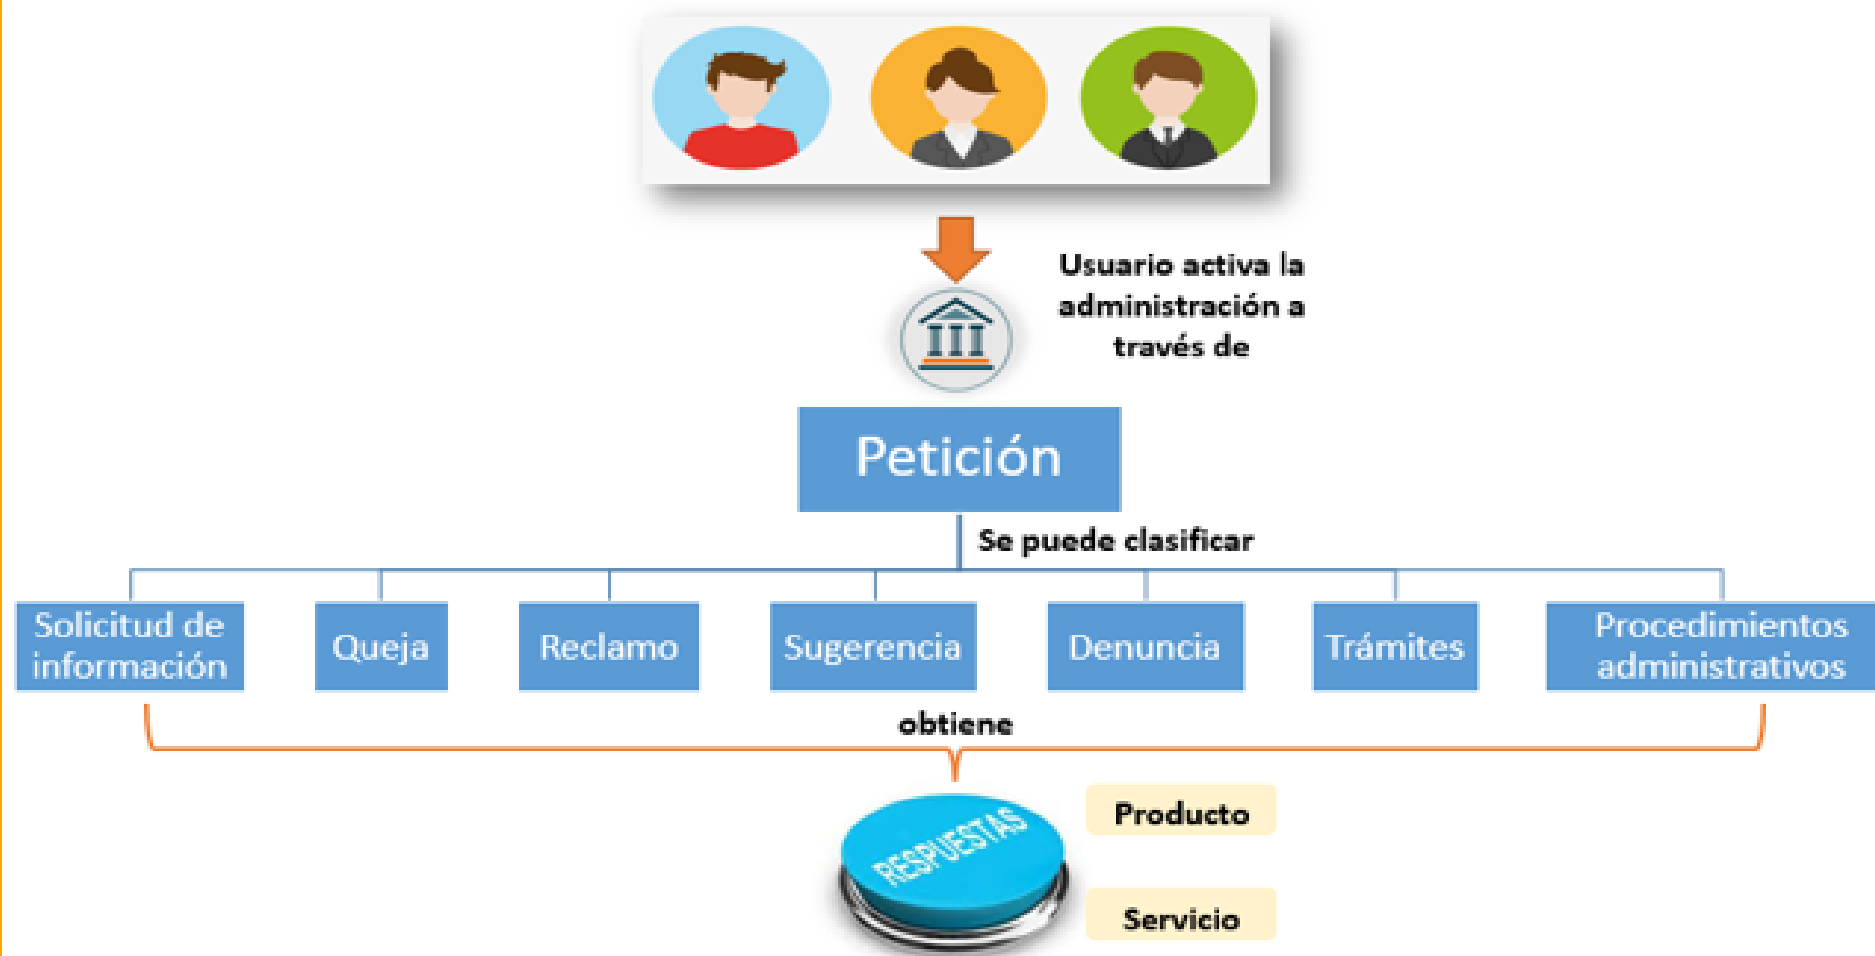 Usuario activa la
administración a
través de
Petición
Se puede clasificar
Solicitud de
información
Queja
Reclamo
Sugerencia
Denuncia
Trámites
Procedimientos
administrativos
obtiene
RESPUESTAS
Producto
Servicio